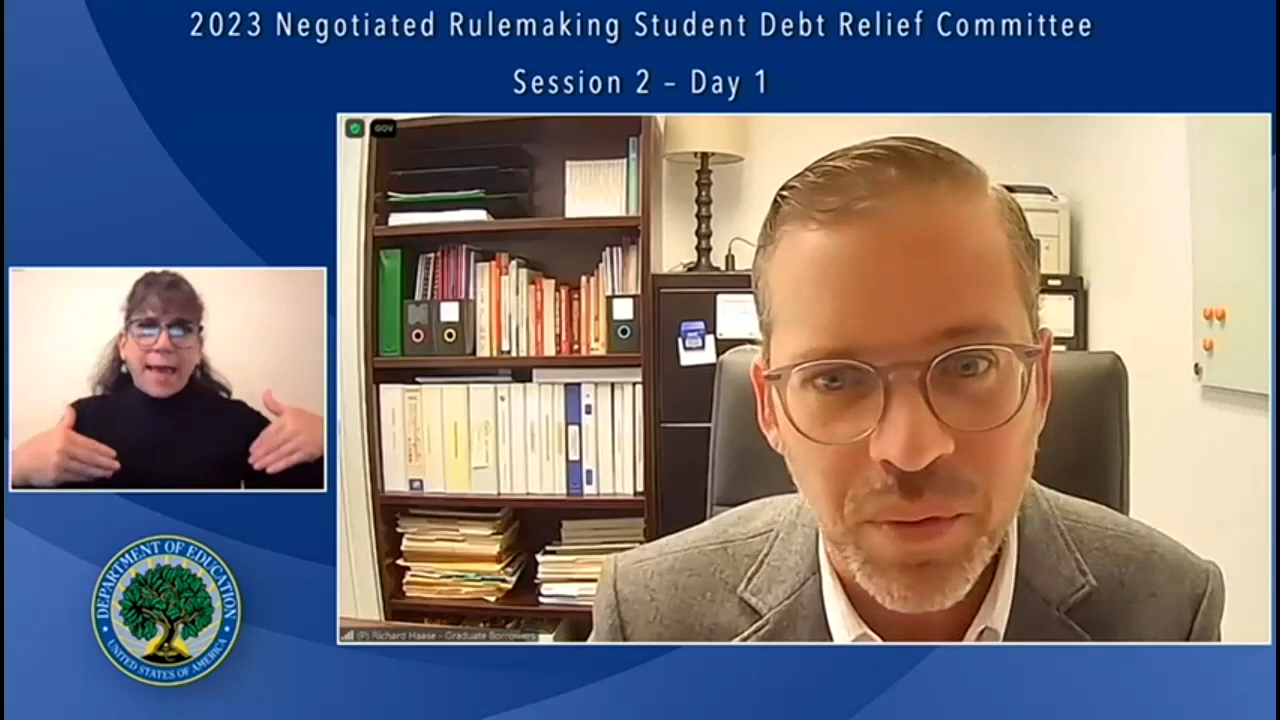 2023 Negotiated Rulemaking Student Debt Relief Committee
Session 2 – Day 1
GOV
(P) Richard Haase - Graduate Borrowers
DEPARTMENT OF EDUCATION
UNITED STATES OF AMERICA